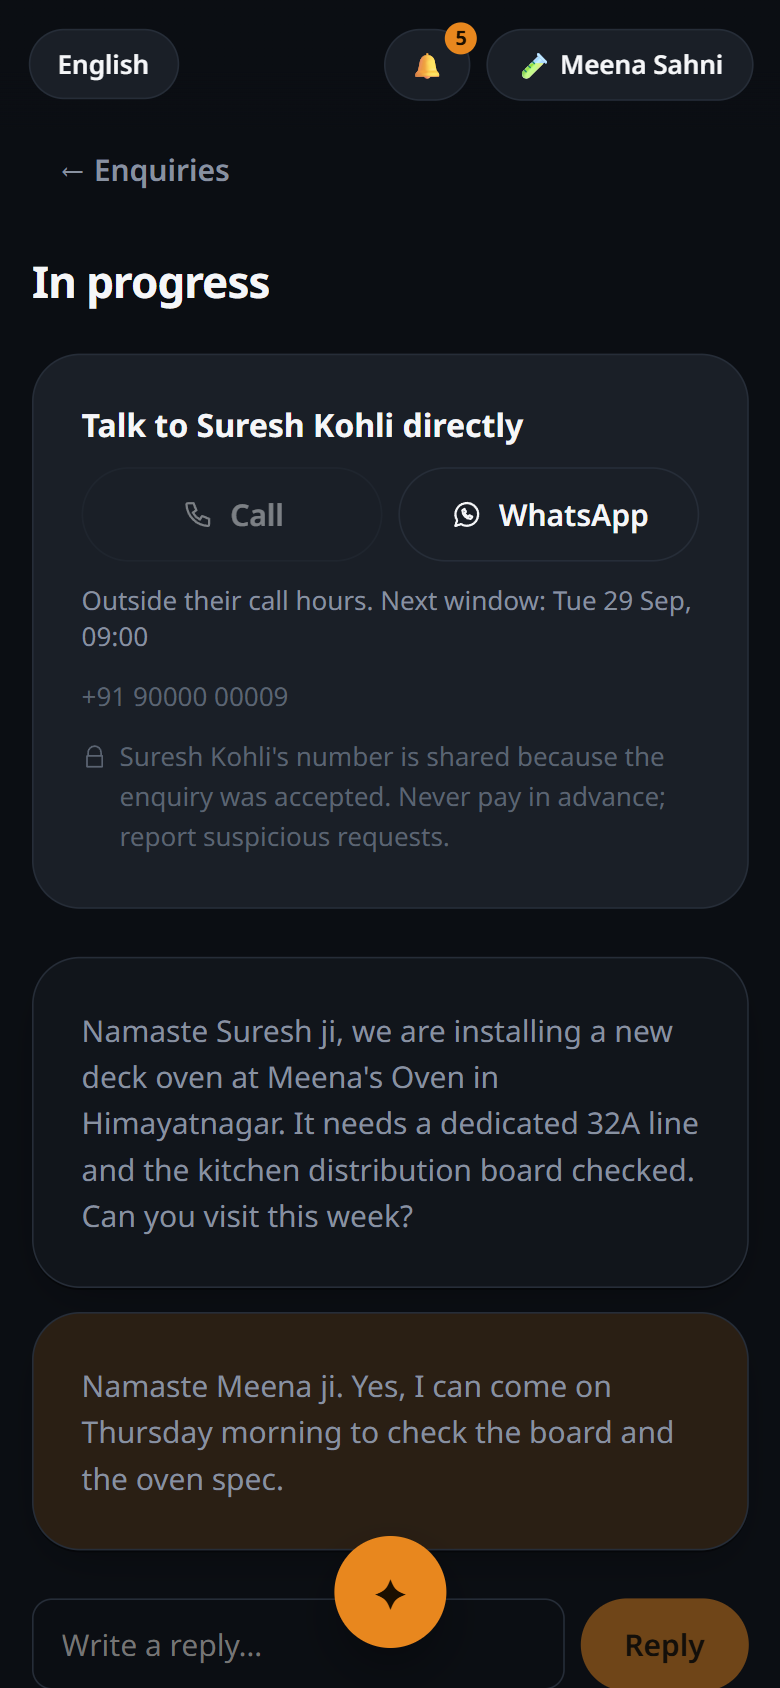 English
5
Meena Sahni
← Enquiries
In progress
Talk to Suresh Kohli directly
Call
WhatsApp
Outside their call hours. Next window: Tue 29 Sep,
09:00
+91 90000 00009
Suresh Kohli's number is shared because the
enquiry was accepted. Never pay in advance;
report suspicious requests.
Namaste Suresh ji, we are installing a new
deck oven at Meena's Oven in
Himayatnagar. It needs a dedicated 32A line
and the kitchen distribution board checked.
Can you visit this week?
Namaste Meena ji. Yes, I can come on
Thursday morning to check the board and
the oven spec.
Write a reply...
Reply